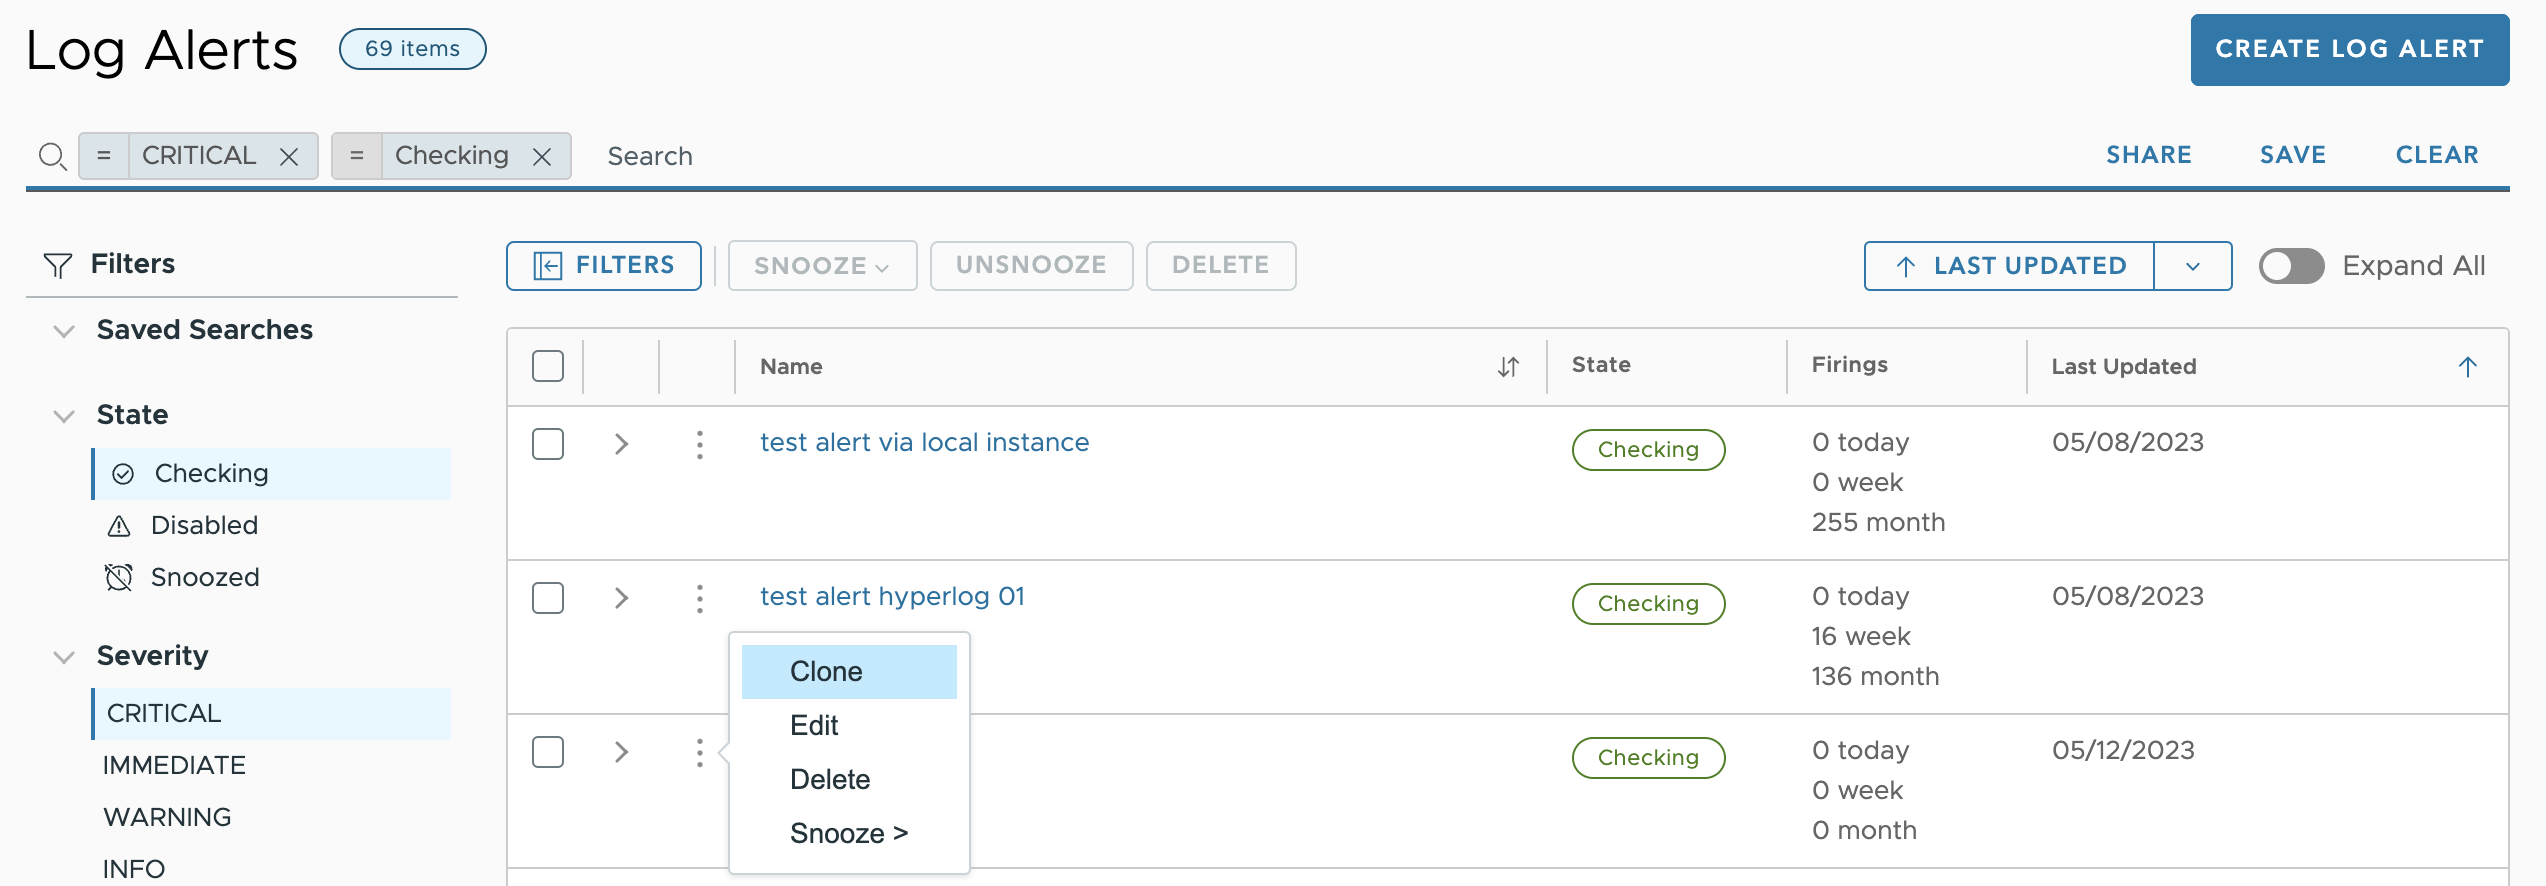 Log Alerts
69 items
CREATE LOG ALERT
= CRITICAL
= Checking
Search
SHARE
SAVE
CLEAR
Filters
Saved Searches
State
Checking
Disabled
Snoozed
Severity
CRITICAL
IMMEDIATE
WARNING
INFO
FILTERS
SNOOZE
UNSNOOZE
DELETE
LAST UPDATED
Expand All
Name
State
Firings
Last Updated
test alert via local instance
Checking
0 today
0 week
255 month
05/08/2023
test alert hyperlog 01
Checking
0 today
16 week
136 month
05/08/2023
Clone
Edit
Delete
Snooze >
Checking
0 today
0 week
0 month
05/12/2023